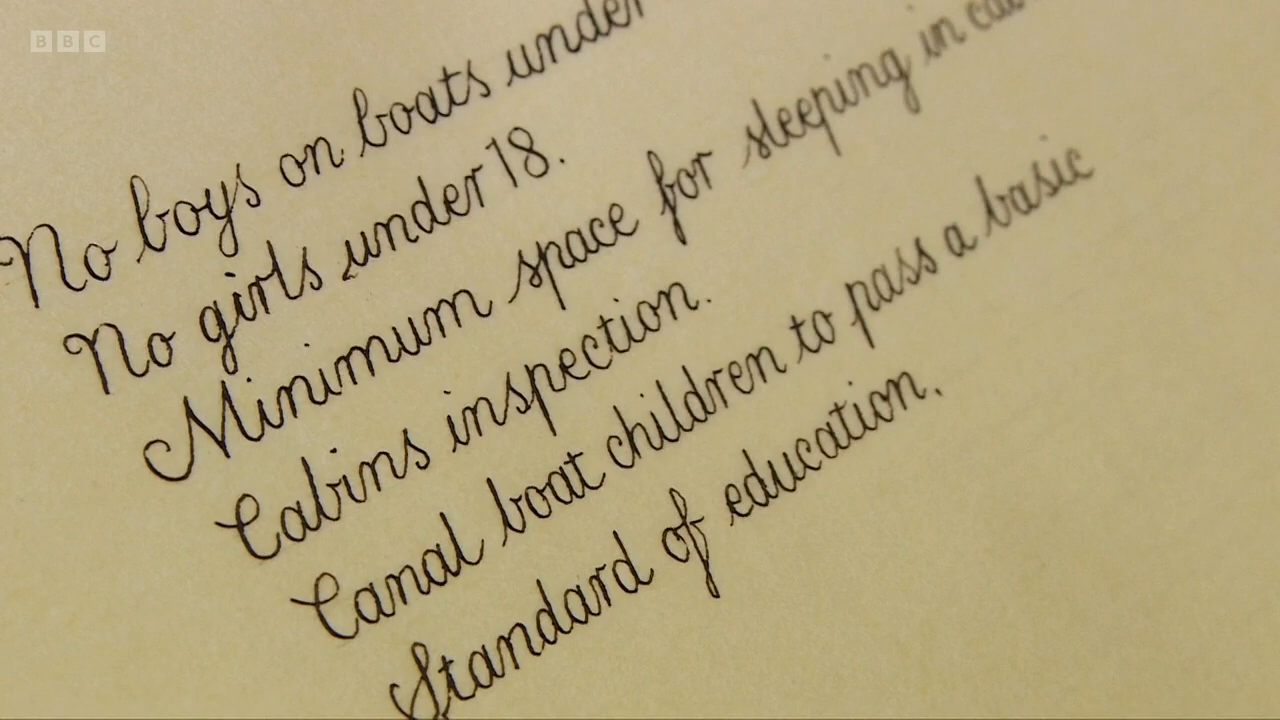 BBC
No boys on boats under
No girls under 18.
Minimum space for sleeping in
Cabins inspection.
Canal boat children to pass a basic
Standard of education.